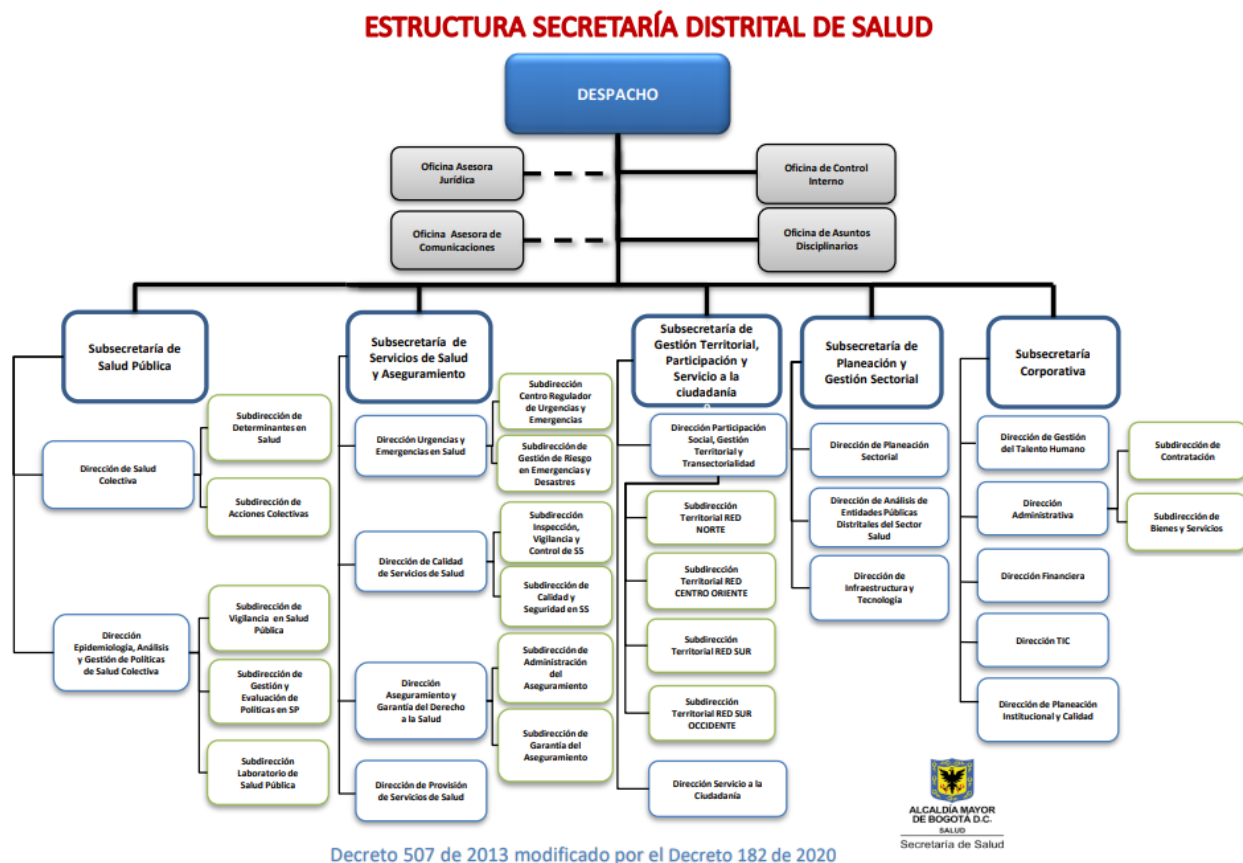 ESTRUCTURA SECRETARÍA DISTRITAL DE SALUD
DESPACHO
Oficina Asesora
Jurídica
Oficina de Control
Interno
Oficina Asesora de
Comunicaciones
Oficina de Asuntos
Disciplinarios
Subsecretaría de
Salud Pública
Dirección de Salud
Colectiva
Subdirección de
Determinantes en
Salud
Subdirección de
Acciones Colectivas
Dirección
Epidemiología, Análisis
y Gestión de Políticas
de Salud Colectiva
Subdirección de
Vigilancia en Salud
Pública
Subdirección de
Gestión y
Evaluación de
Políticas en SP
Subdirección
Laboratorio de
Salud Pública
Subsecretaría de
Servicios de Salud
y Aseguramiento
Dirección Urgencias y
Emergencias en Salud
Subdirección
Centro Regulador
de Urgencias y
Emergencias
Subdirección de
Gestión de Riesgo
en Emergencias y
Desastres
Dirección de Calidad
de Servicios de Salud
Subdirección
Inspección,
Vigilancia y
Control de SS
Subdirección de
Calidad y
Seguridad en SS
Dirección
Aseguramiento y
Garantía del Derecho
a la Salud
Subdirección de
Administración
del
Aseguramiento
Subdirección de
Garantía del
Aseguramiento
Dirección de Provisión
de Servicios de Salud
Subsecretaría de
Gestión Territorial,
Participación y
Servicio a la
ciudadanía
Dirección Participación
Social, Gestión
Territorial y
Transectorialidad
Subdirección
Territorial RED
NORTE
Subdirección
Territorial RED
CENTRO ORIENTE
Subdirección
Territorial RED SUR
Subdirección
Territorial RED SUR
OCCIDENTE
Dirección Servicio a la
Ciudadanía
Subsecretaría de
Planeación y
Gestión Sectorial
Dirección de Planeación
Sectorial
Dirección de Análisis de
Entidades Públicas
Distritales del Sector
Salud
Dirección de
Infraestructura y
Tecnología
Subsecretaría
Corporativa
Dirección de Gestión
del Talento Humano
Dirección
Administrativa
Subdirección de
Contratación
Subdirección de
Bienes y Servicios
Dirección Financiera
Dirección TIC
Dirección de Planeación
Institucional y Calidad
ALCALDÍA MAYOR
DE BOGOTÁ D.C.
SALUD
Secretaría de Salud
Decreto 507 de 2013 modificado por el Decreto 182 de 2020